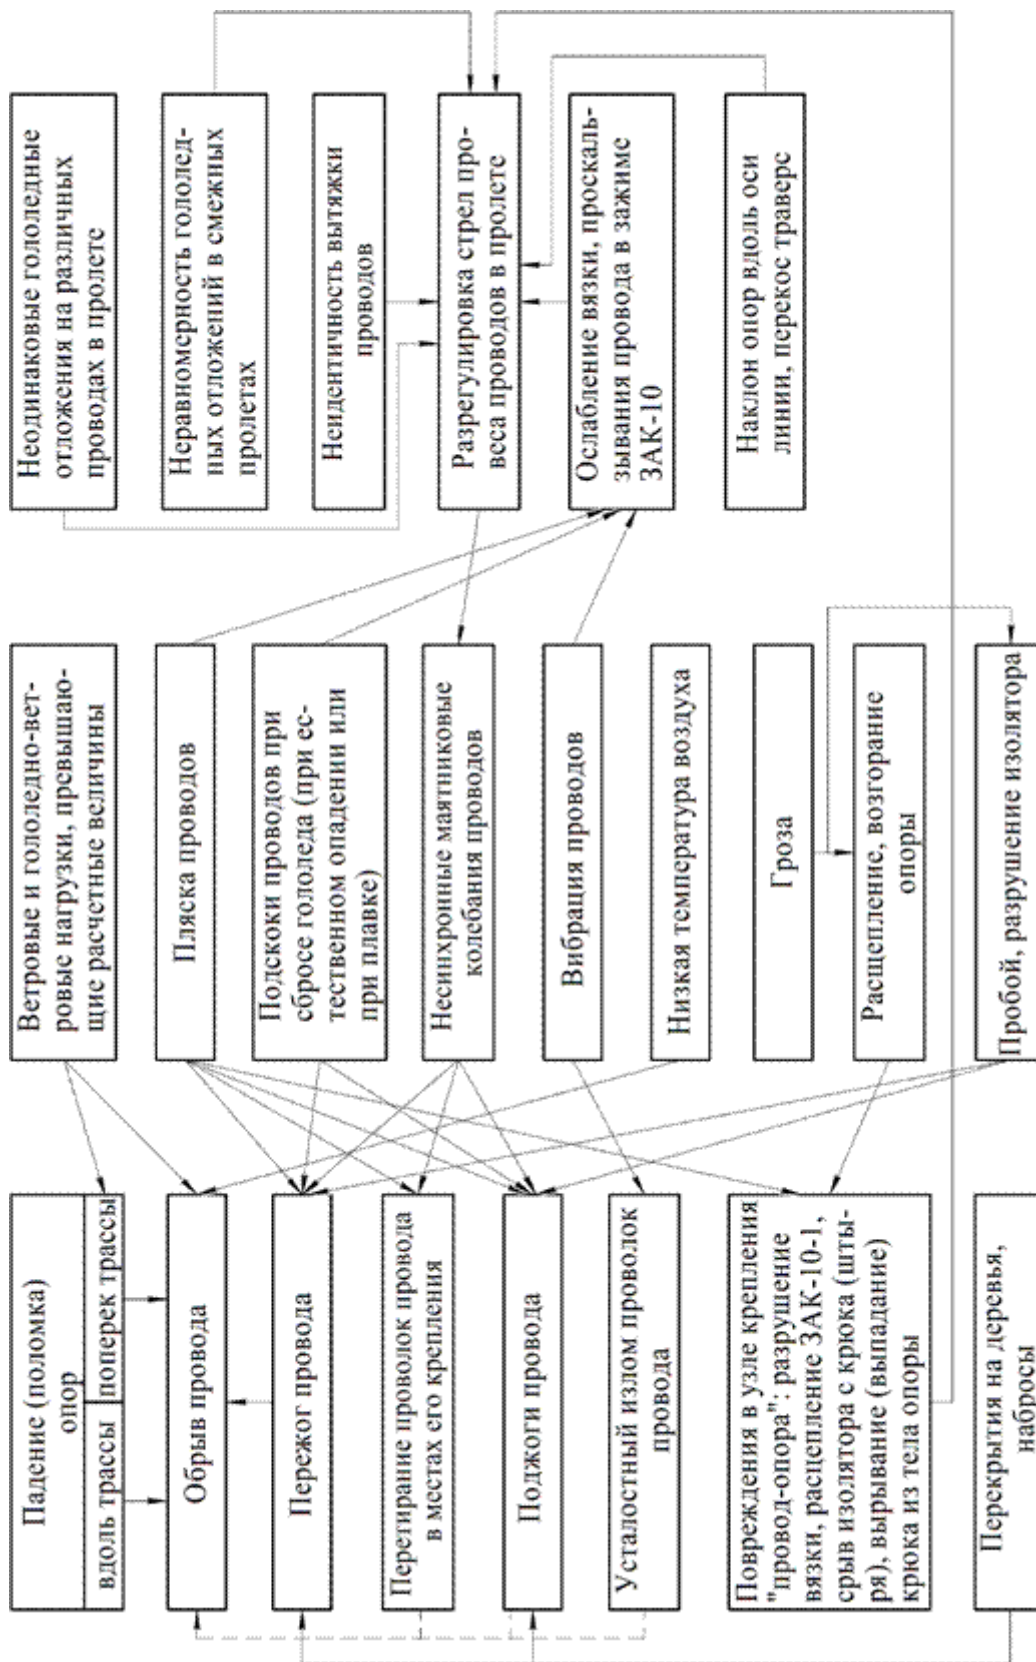 Падение (поломка)
опор
вдоль трассы
поперек трассы
Обрыв провода
Пережог провода
Перетирание проволок провода
в местах его крепления
Поджоги провода
Усталостный излом проволок
провода
Повреждения в узле крепления
"провод-опора": разрушение
вязки, расцепление ЗАК-10-1,
срыв изолятора с крюка (шты-
ря), вырывание (выпадание)
крюка из тела опоры
Перекрытия на деревья,
набросы
Ветровые и гололедно-вет-
ровые нагрузки, превышаю-
щие расчетные величины
Пляска проводов
Подскоки проводов при
сбросе гололеда (при ес-
тественном опадении или
при плавке)
Несинхронные маятниковые
колебания проводов
Вибрация проводов
Низкая температура воздуха
Гроза
Расщепление, возгорание
опоры
Пробой, разрушение изолятора
Неодинаковые гололедные
отложения на различных
проводах в пролете
Неравномерность гололед-
ных отложений в смежных
пролетах
Неидентичность вытяжки
проводов
Разрегулировка стрел про-
веса проводов в пролете
Ослабление вязки, проскаль-
зывания провода в зажиме
ЗАК-10
Наклон опор вдоль оси
линии, перекос траверс